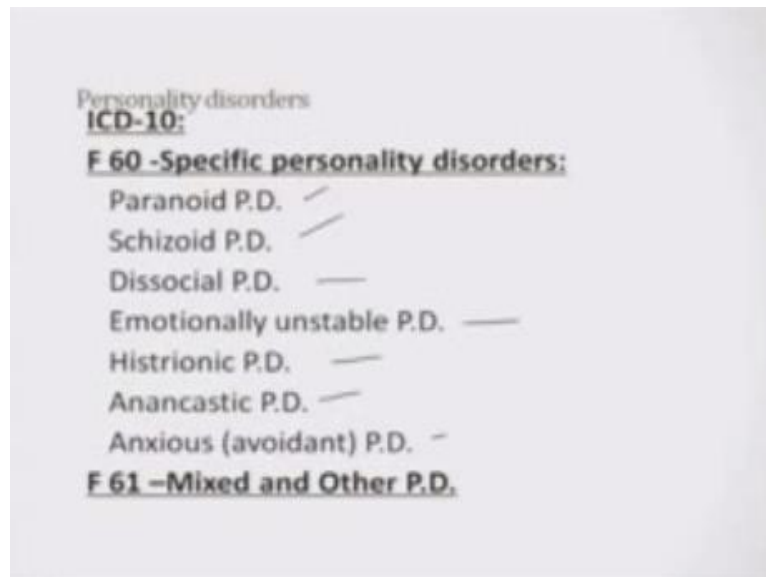 Personality disorders
ICD-10:
F 60 -Specific personality disorders:
Paranoid P.D.
Schizoid P.D.
Dissocial P.D.
Emotionally unstable P.D.
Histrionic P.D.
Anancastic P.D.
Anxious (avoidant) P.D.
F 61 –Mixed and Other P.D.